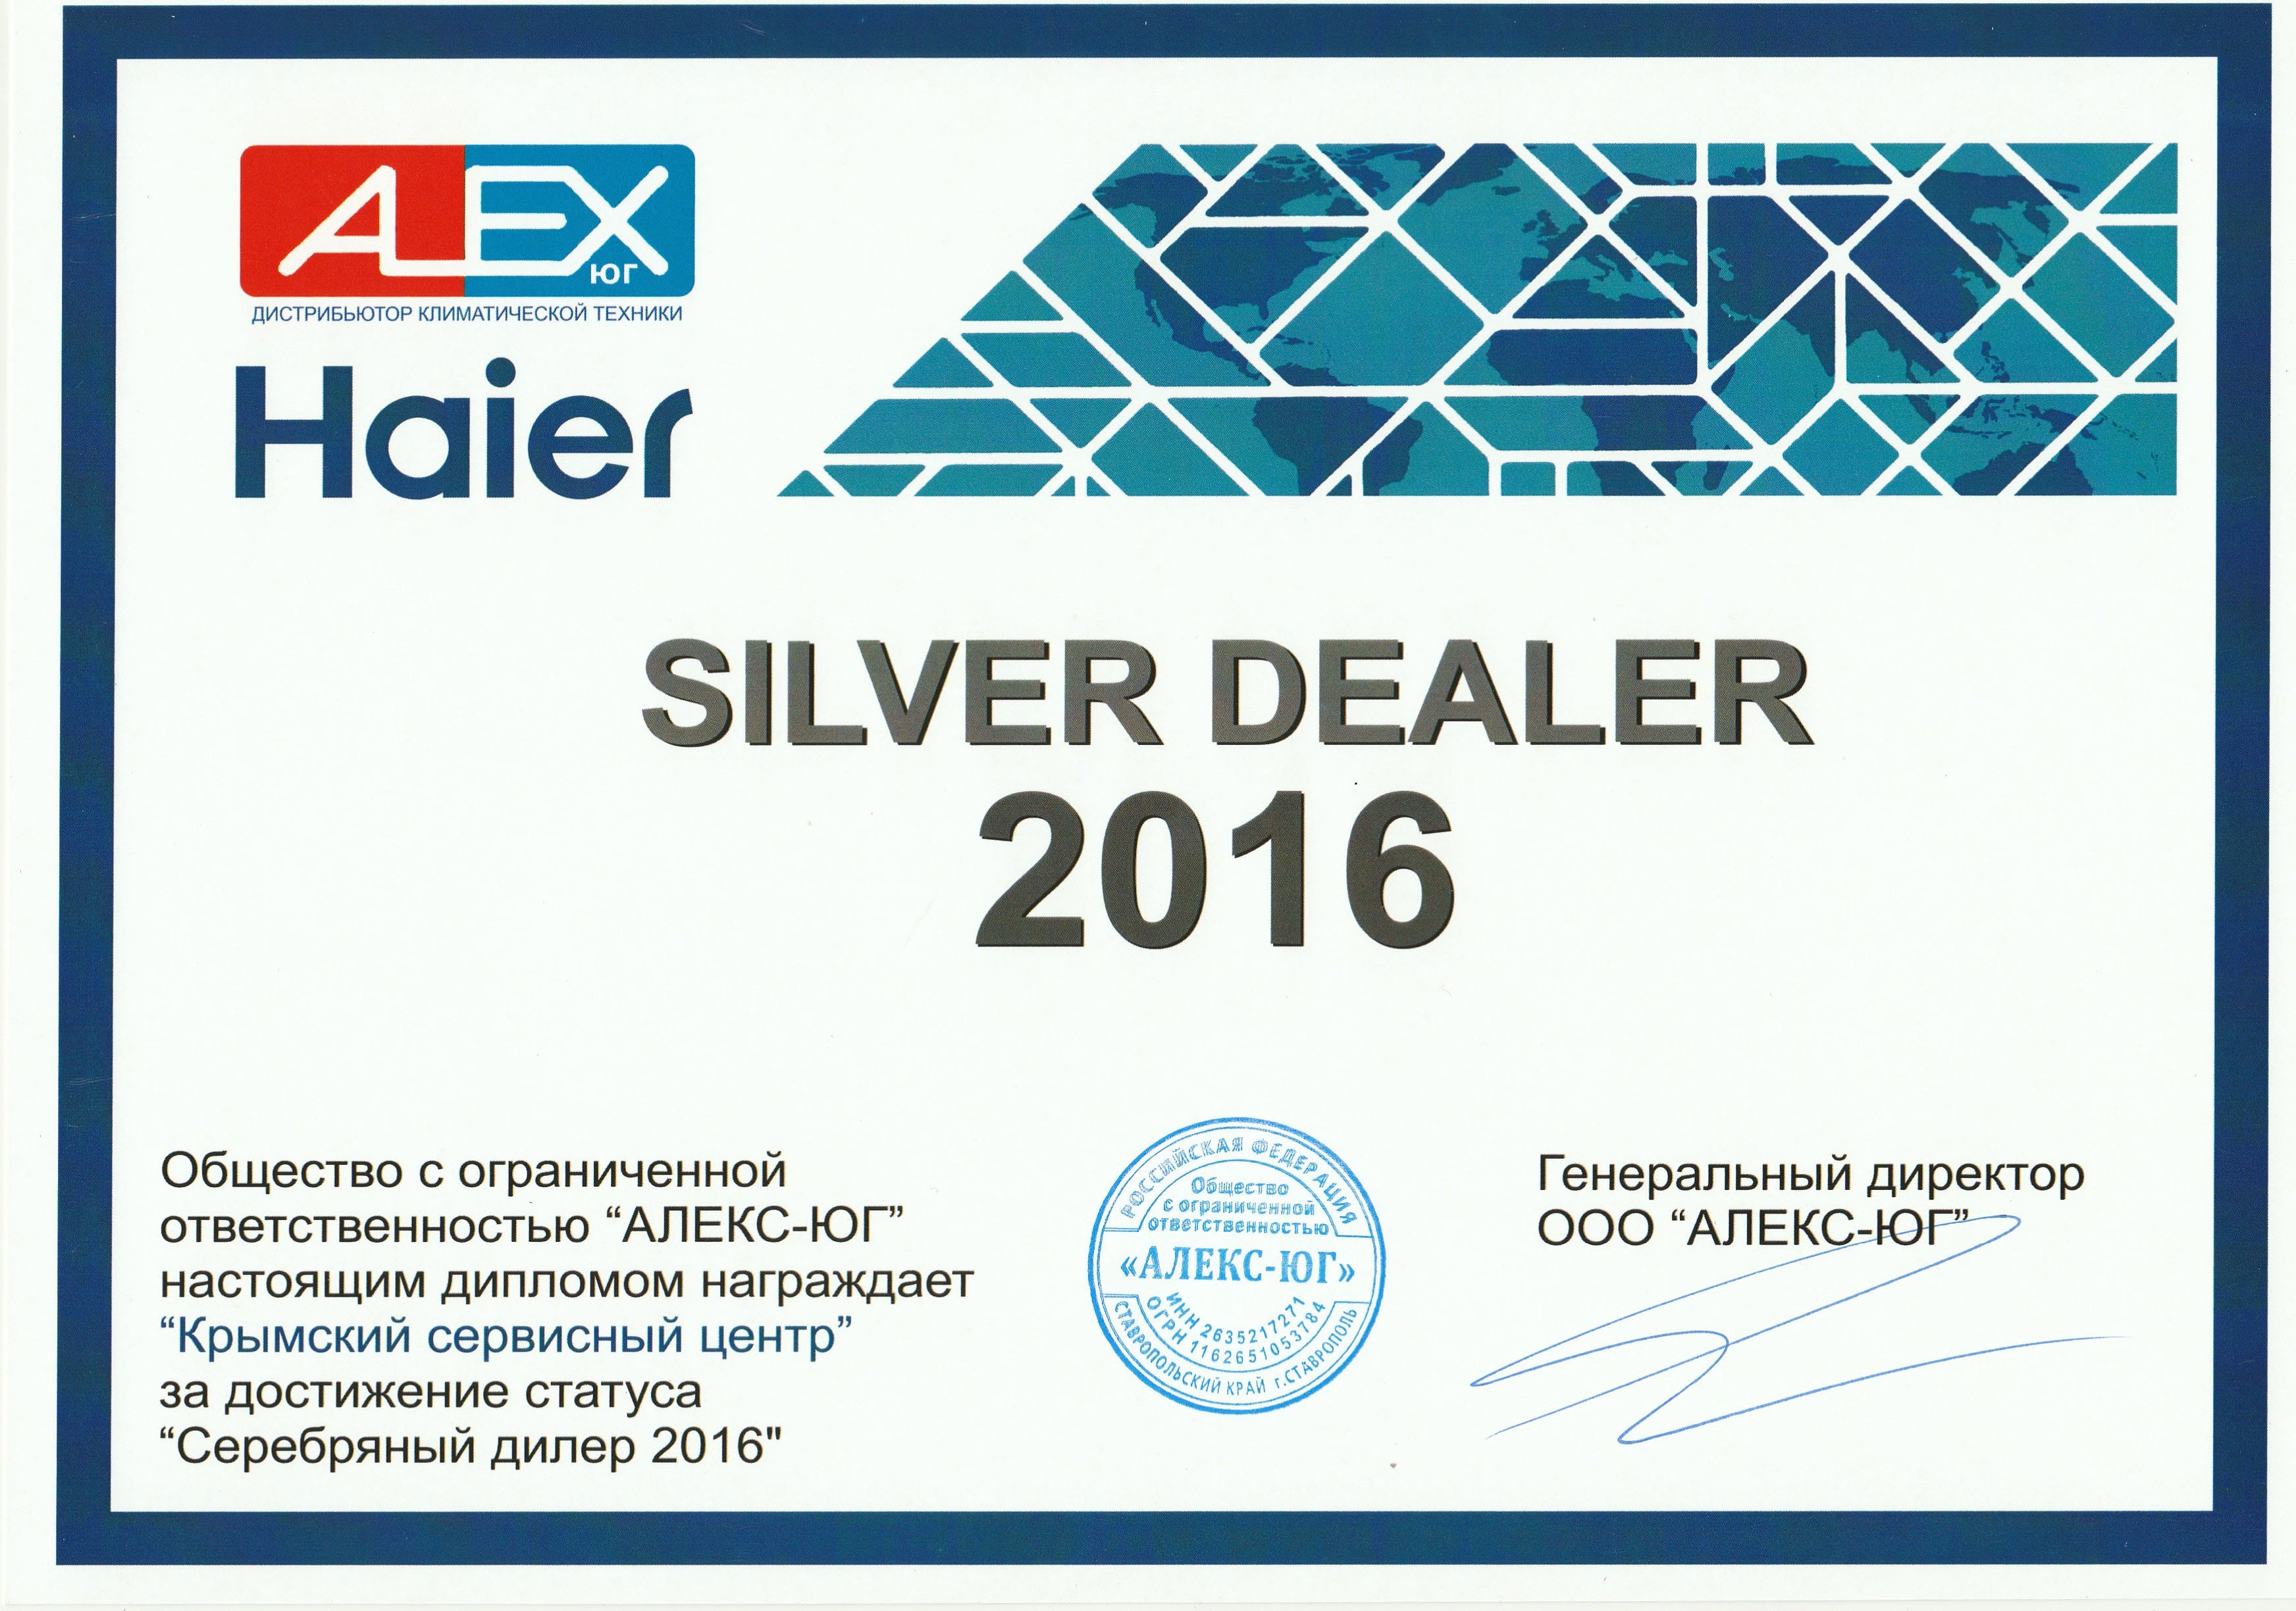 ALEX
ЮГ
ДИСТРИБЬЮТОР КЛИМАТИЧЕСКОЙ ТЕХНИКИ
Haier
SILVER DEALER
2016
Общество с ограниченной
ответственностью “АЛЕКС-ЮГ”
настоящим дипломом награждает
“Крымский сервисный центр”
за достижение статуса
“Серебряный дилер 2016"
РОССИЙСКАЯ ФЕДЕРАЦИЯ
Общество
с ограниченной
ответственностью
«АЛЕКС-ЮГ»
ИНН 2635217271
ОГРН 1162651053784
СТАВРОПОЛЬСКИЙ КРАЙ г.СТАВРОПОЛЬ
Генеральный директор
ООО “АЛЕКС-ЮГ”